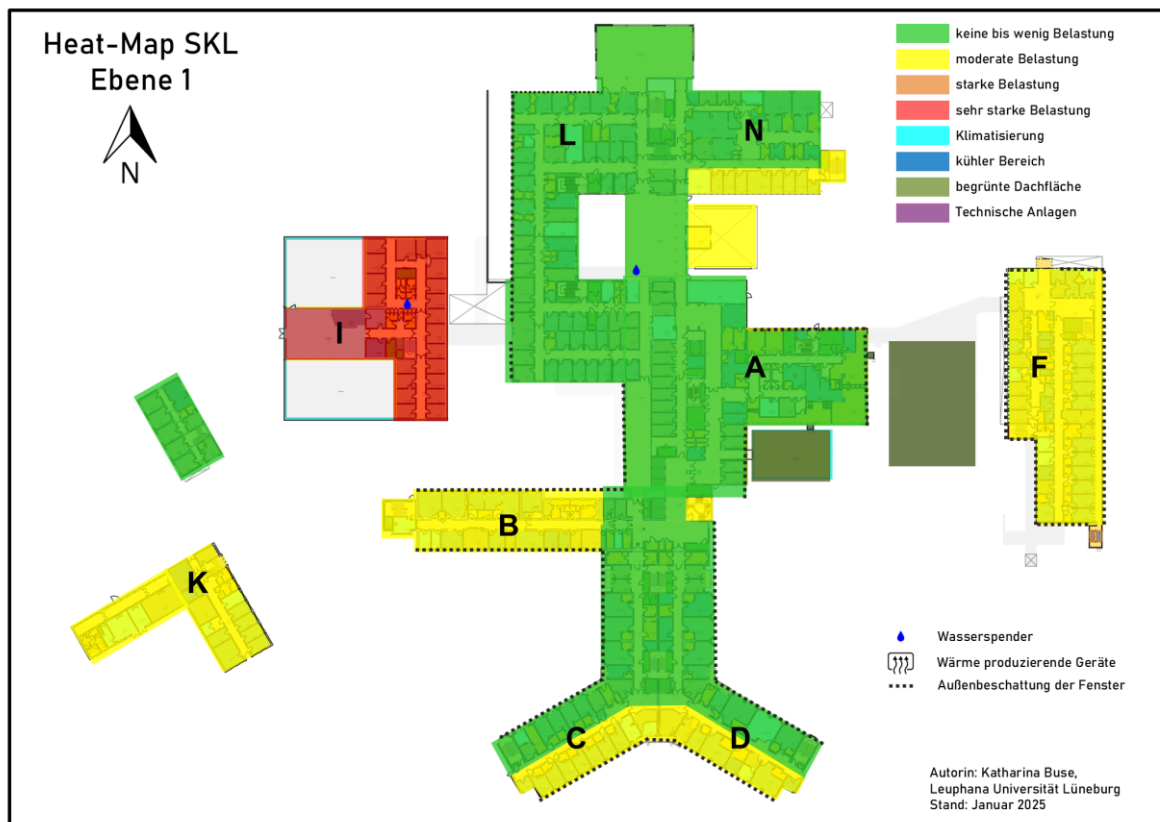 Heat-Map SKL
Ebene 1
N
keine bis wenig Belastung
moderate Belastung
starke Belastung
sehr starke Belastung
Klimatisierung
kühler Bereich
begrünte Dachfläche
Technische Anlagen
L
N
I
A
F
B
K
C
D
Wasserspender
Wärme produzierende Geräte
Außenbeschattung der Fenster
Autorin: Katharina Buse,
Leuphana Universität Lüneburg
Stand: Januar 2025